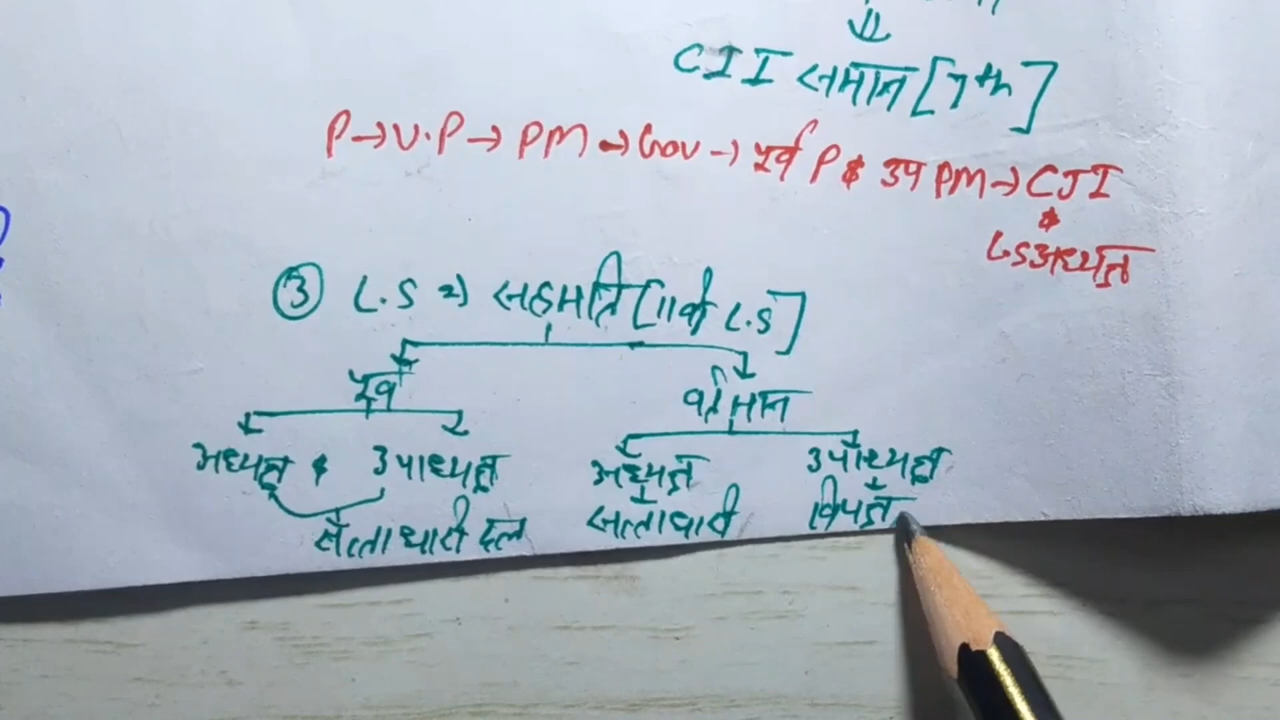 CJI समान [7th]
P→V.P→ PM→Gov→ पूर्व P & उप PM→ CJI
&
LS अध्यक्ष
③ L.S ⇒ सहमति [11वीं L.S]
पूर्व वर्तमान
अध्यक्ष & उपाध्यक्ष अध्यक्ष उपाध्यक्ष
सत्ताधारी दल सत्ताधारी विपक्ष